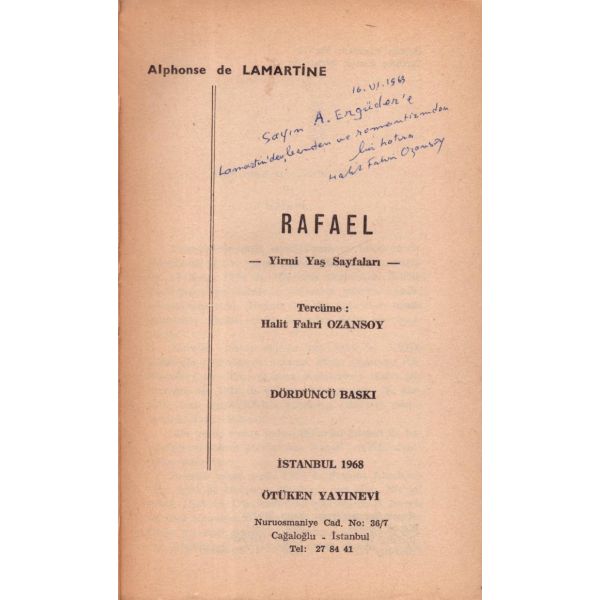 Alphonse de LAMARTİNE
16.VI.1969
Sayın A. Ergüder'e
Lamartin'den, benden ve romantizmden
bir hatıra
Halit Fahri Ozansoy
RAFAEL
— Yirmi Yaş Sayfaları —
Tercüme :
Halit Fahri OZANSOY
DÖRDÜNCÜ BASKI
İSTANBUL 1968
ÖTÜKEN YAYINEVİ
Nuruosmaniye Cad. No: 36/7
Cağaloğlu - İstanbul
Tel: 27 84 41